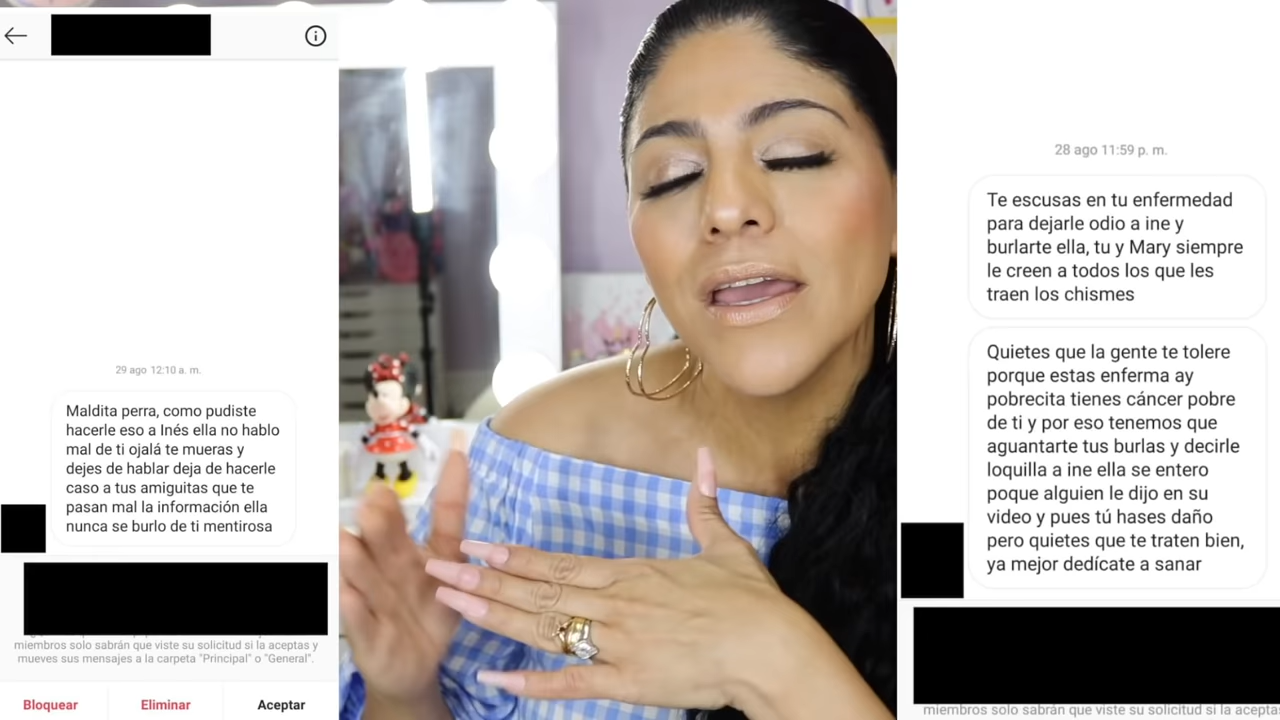 29 ago 12:10 a. m.
Maldita perra, como pudiste
hacerle eso a Inés ella no hablo
mal de ti ojalá te mueras y
dejes de hablar deja de hacerle
caso a tus amiguitas que te
pasan mal la información ella
nunca se burlo de ti mentirosa
miembros solo sabrán que viste su solicitud si la aceptas y
mueves sus mensajes a la carpeta "Principal" o "General".
Bloquear
Eliminar
Aceptar
28 ago 11:59 p. m.
Te escusas en tu enfermedad
para dejarle odio a ine y
burlarte ella, tu y Mary siempre
le creen a todos los que les
traen los chismes
Quietes que la gente te tolere
porque estas enferma ay
pobrecita tienes cáncer pobre
de ti y por eso tenemos que
aguantarte tus burlas y decirle
loquilla a ine ella se entero
poque alguien le dijo en su
video y pues tú hases daño
pero quietes que te traten bien,
ya mejor dedícate a sanar
miembros solo sabrán que viste su solicitud si la aceptas